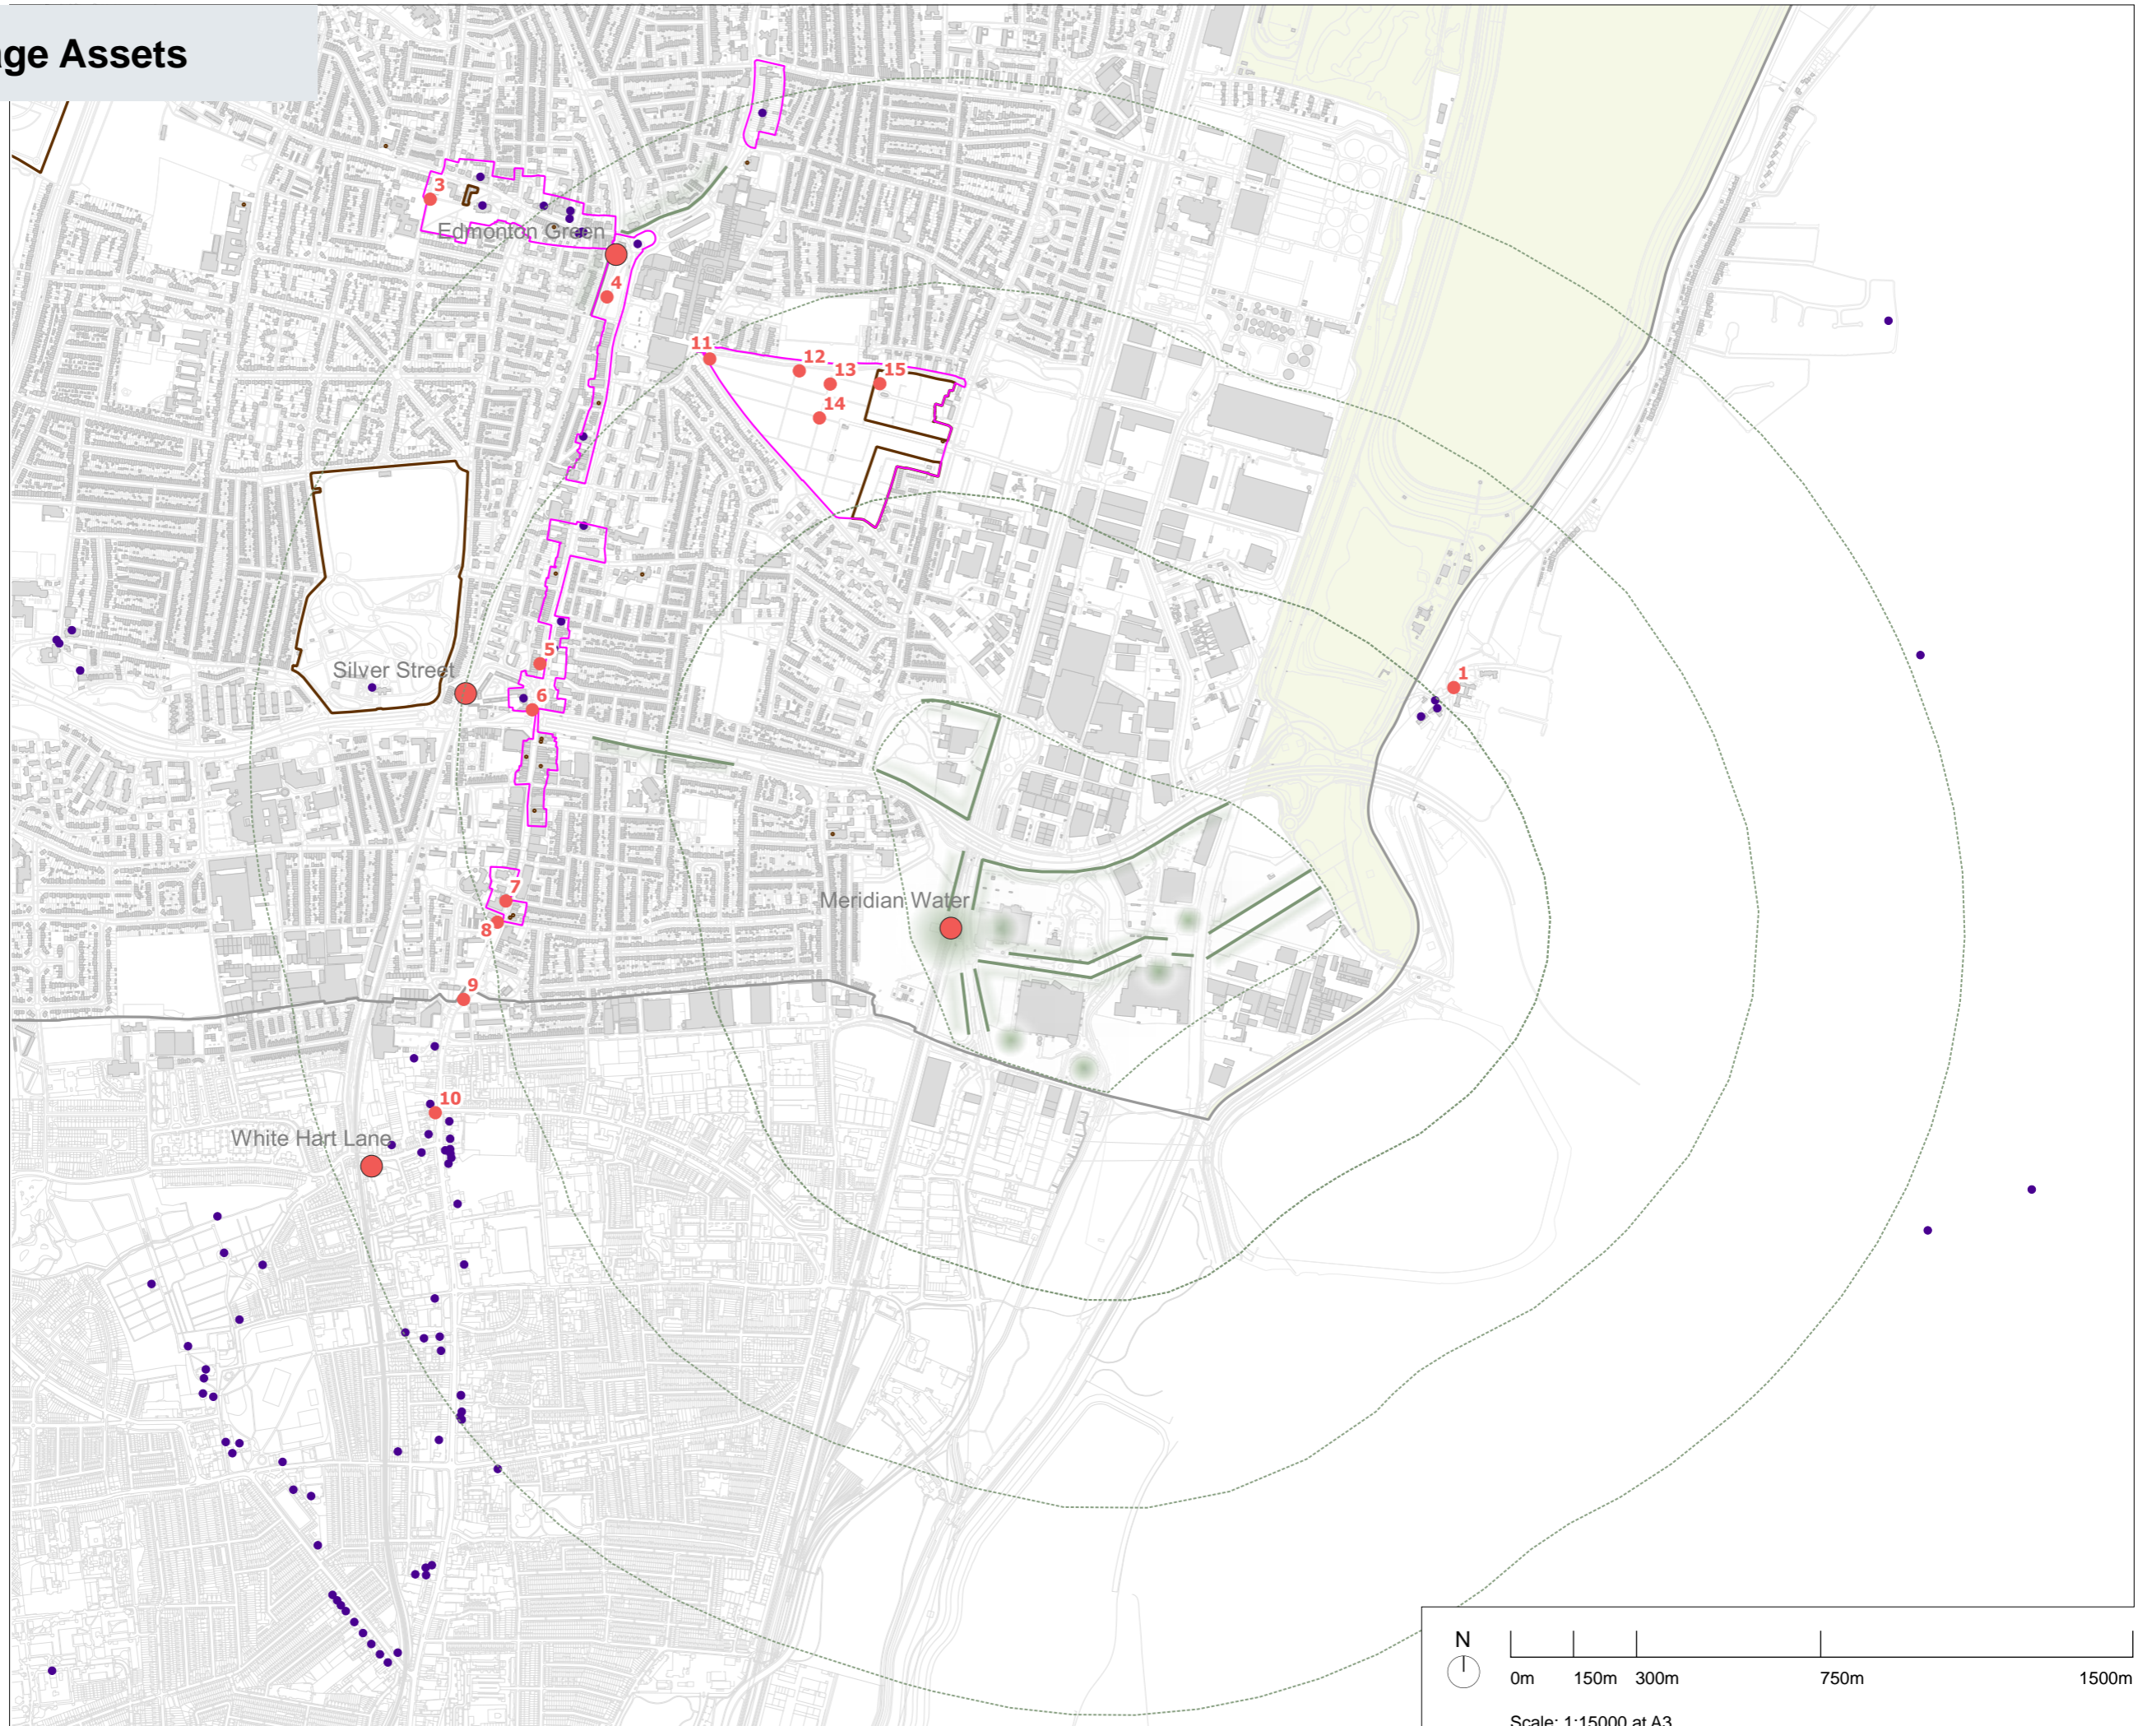 age Assets
3
Edmonton Green
4
11
12
13
15
14
Silver Street
5
6
1
Meridian Water
7
8
9
10
White Hart Lane
N
0m 150m 300m 750m 1500m
Scale: 1:15000 at A3